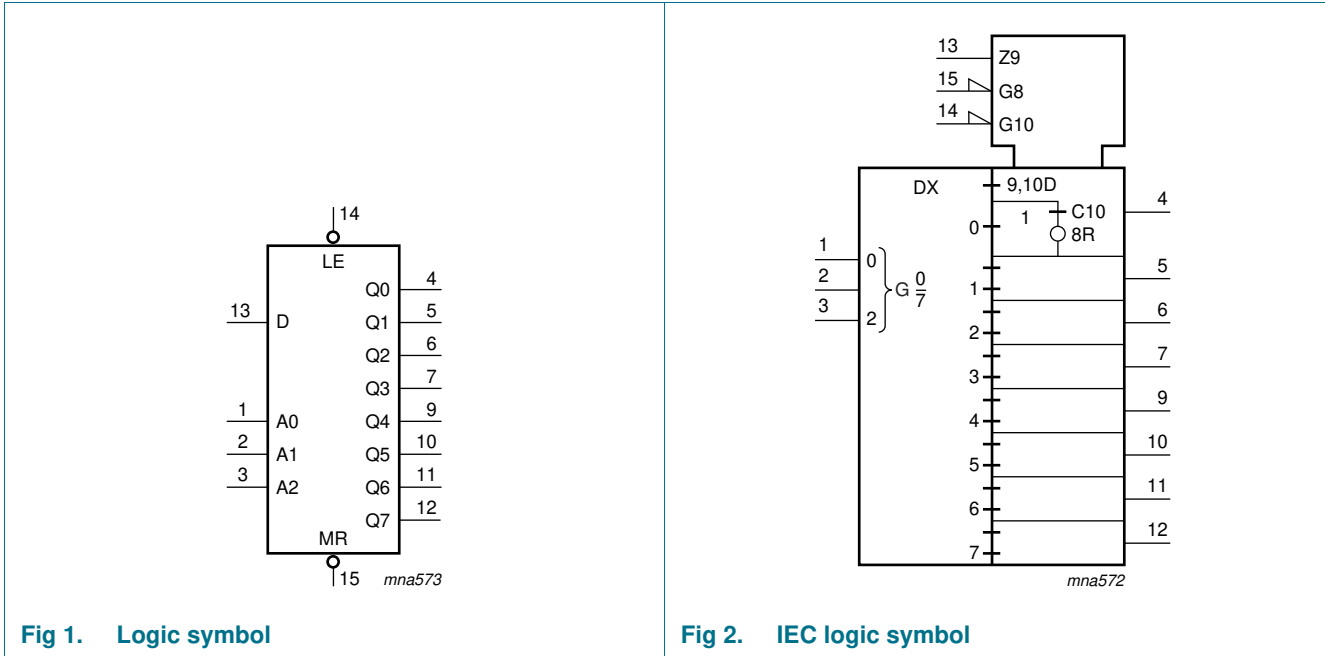 14
LE
Q0 4
13 D Q1 5
Q2 6
Q3 7
1 A0 Q4 9
2 A1 Q5 10
3 A2 Q6 11
Q7 12
MR
15 mna573
Fig 1. Logic symbol
13 Z9
15 G8
14 G10
DX 9,10D
4
1 C10
0 8R
1 0
5
2 G 0/7 1
6
3 2
2
7
3
9
4
10
5
11
6
12
7
mna572
Fig 2. IEC logic symbol